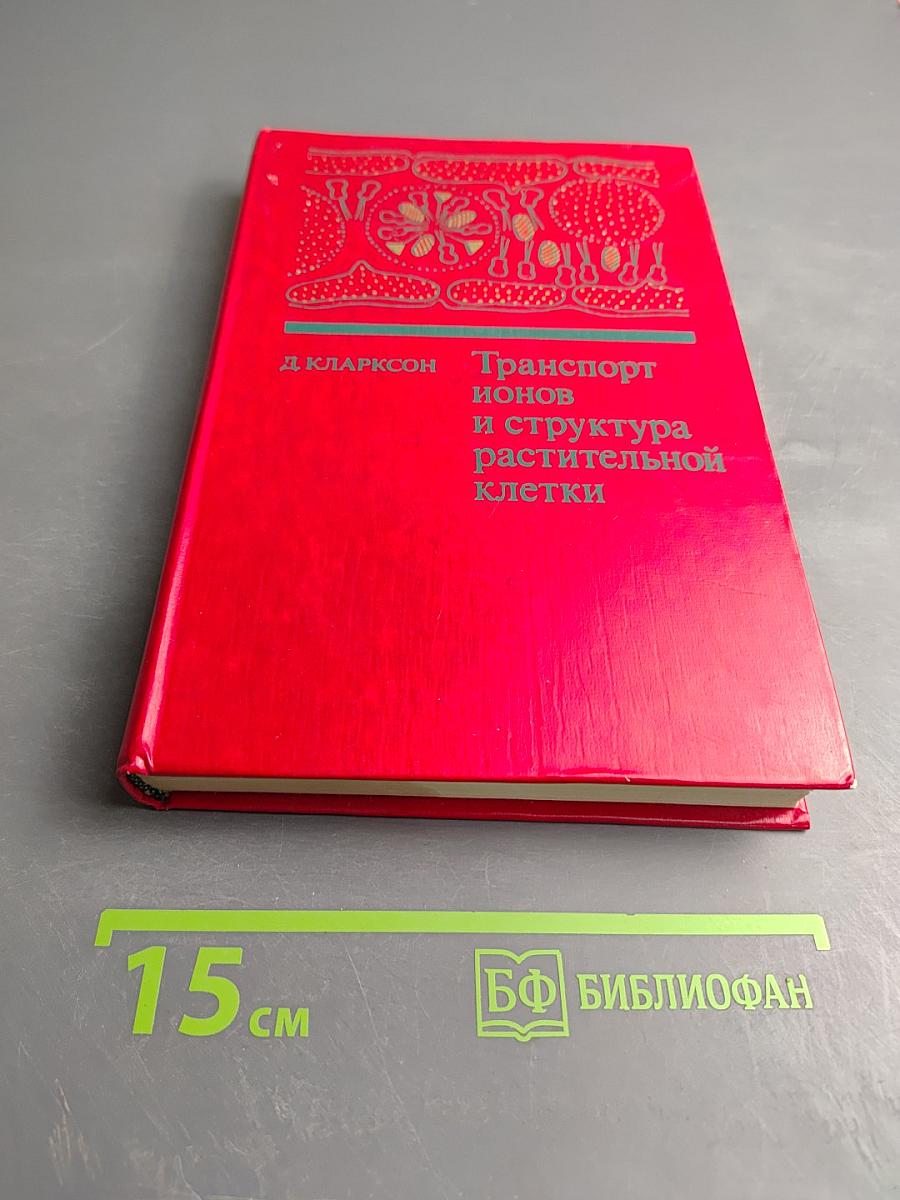 Д. КЛАРКСОН
Транспорт
ионов
и структура
растительной
клетки
15 см
БФ БИБЛИОФАН